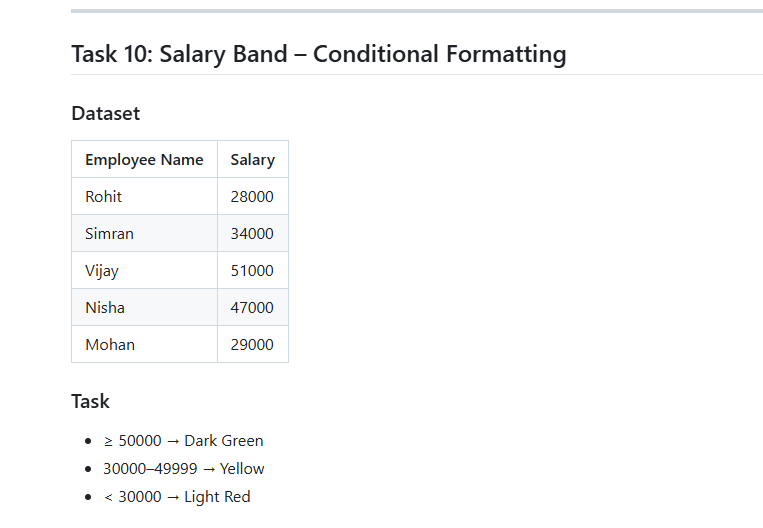 Task 10: Salary Band – Conditional Formatting
Dataset
Employee Name Salary
Rohit 28000
Simran 34000
Vijay 51000
Nisha 47000
Mohan 29000
Task
• ≥ 50000 → Dark Green
• 30000–49999 → Yellow
• < 30000 → Light Red